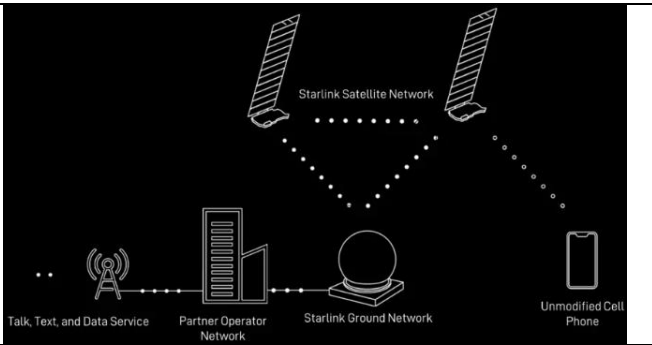 Starlink Satellite Network
Talk, Text, and Data Service
Partner Operator
Network
Starlink Ground Network
Unmodified Cell
Phone